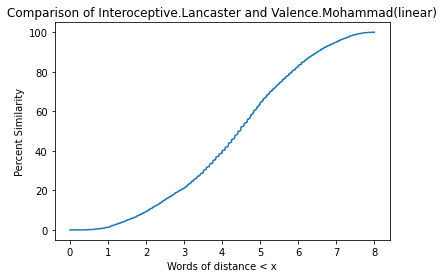 Comparison of Interoceptive.Lancaster and Valence.Mohammad(linear)
100
80
60
40
20
0
Percent Similarity
0 1 2 3 4 5 6 7 8
Words of distance < x